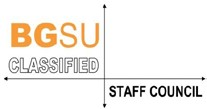 BGSU
CLASSIFIED
STAFF COUNCIL